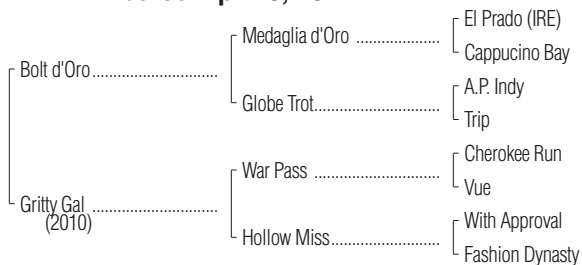 Bolt d'Oro
Gritty Gal
(2010)
Medaglia d'Oro
Globe Trot
War Pass
Hollow Miss
El Prado (IRE)
Cappucino Bay
A.P. Indy
Trip
Cherokee Run
Vue
With Approval
Fashion Dynasty